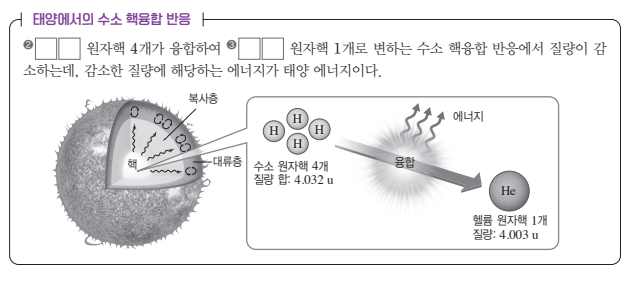 태양에서의 수소 핵융합 반응
❷□□ 원자핵 4개가 융합하여 ❸□□ 원자핵 1개로 변하는 수소 핵융합 반응에서 질량이 감
소하는데, 감소한 질량에 해당하는 에너지가 태양 에너지이다.
복사층
핵
대류층
H
H
H
H
수소 원자핵 4개
질량 합: 4.032 u
에너지
융합
He
헬륨 원자핵 1개
질량: 4.003 u